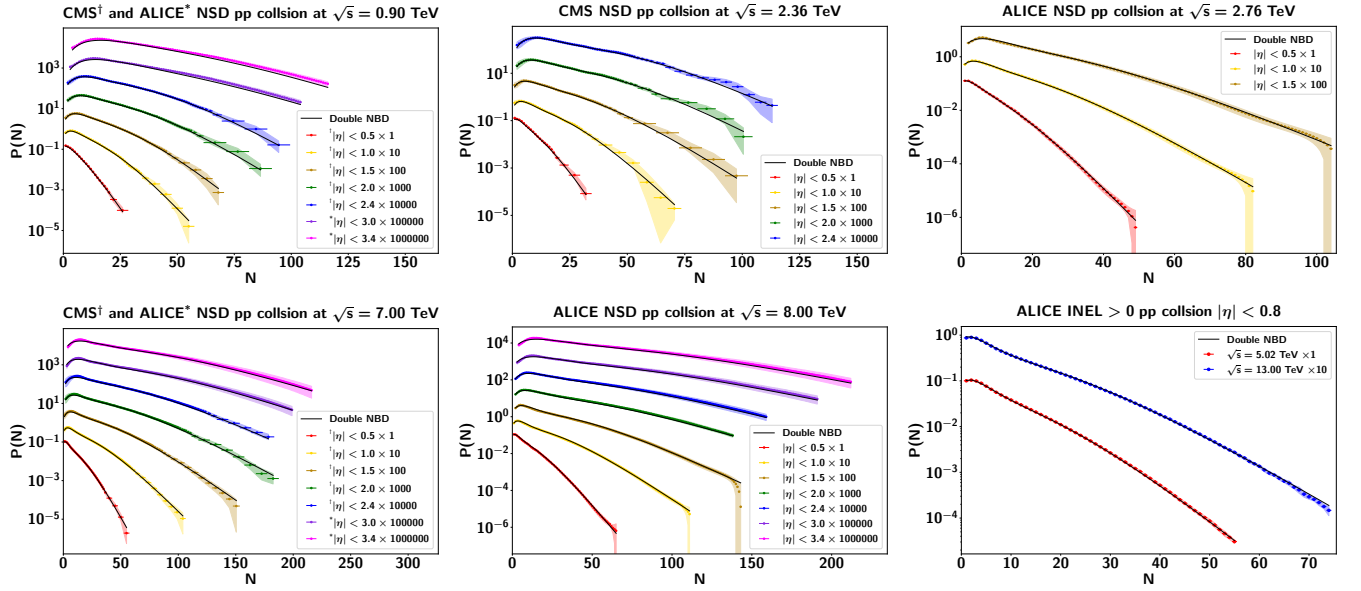 CMS† and ALICE* NSD pp collsion at √s = 0.90 TeV
P(N)
10³
10¹
10⁻¹
10⁻³
10⁻⁵
Double NBD
†|η| < 0.5 × 1
†|η| < 1.0 × 10
†|η| < 1.5 × 100
†|η| < 2.0 × 1000
†|η| < 2.4 × 10000
*|η| < 3.0 × 100000
*|η| < 3.4 × 1000000
0 25 50 75 100 125 150
N
CMS NSD pp collsion at √s = 2.36 TeV
P(N)
10³
10¹
10⁻¹
10⁻³
10⁻⁵
Double NBD
|η| < 0.5 × 1
|η| < 1.0 × 10
|η| < 1.5 × 100
|η| < 2.0 × 1000
|η| < 2.4 × 10000
0 25 50 75 100 125 150
N
ALICE NSD pp collsion at √s = 2.76 TeV
P(N)
10⁰
10⁻²
10⁻⁴
10⁻⁶
Double NBD
|η| < 0.5 × 1
|η| < 1.0 × 10
|η| < 1.5 × 100
0 20 40 60 80 100
N
CMS† and ALICE* NSD pp collsion at √s = 7.00 TeV
P(N)
10³
10¹
10⁻¹
10⁻³
10⁻⁵
Double NBD
†|η| < 0.5 × 1
†|η| < 1.0 × 10
†|η| < 1.5 × 100
†|η| < 2.0 × 1000
†|η| < 2.4 × 10000
*|η| < 3.0 × 100000
*|η| < 3.4 × 1000000
0 50 100 150 200 250 300
N
ALICE NSD pp collsion at √s = 8.00 TeV
P(N)
10⁴
10²
10⁰
10⁻²
10⁻⁴
10⁻⁶
Double NBD
|η| < 0.5 × 1
|η| < 1.0 × 10
|η| < 1.5 × 100
|η| < 2.0 × 1000
|η| < 2.4 × 10000
|η| < 3.0 × 100000
|η| < 3.4 × 1000000
0 50 100 150 200
N
ALICE INEL > 0 pp collsion |η| < 0.8
P(N)
10⁰
10⁻¹
10⁻²
10⁻³
10⁻⁴
Double NBD
√s = 5.02 TeV ×1
√s = 13.00 TeV ×10
0 10 20 30 40 50 60 70
N